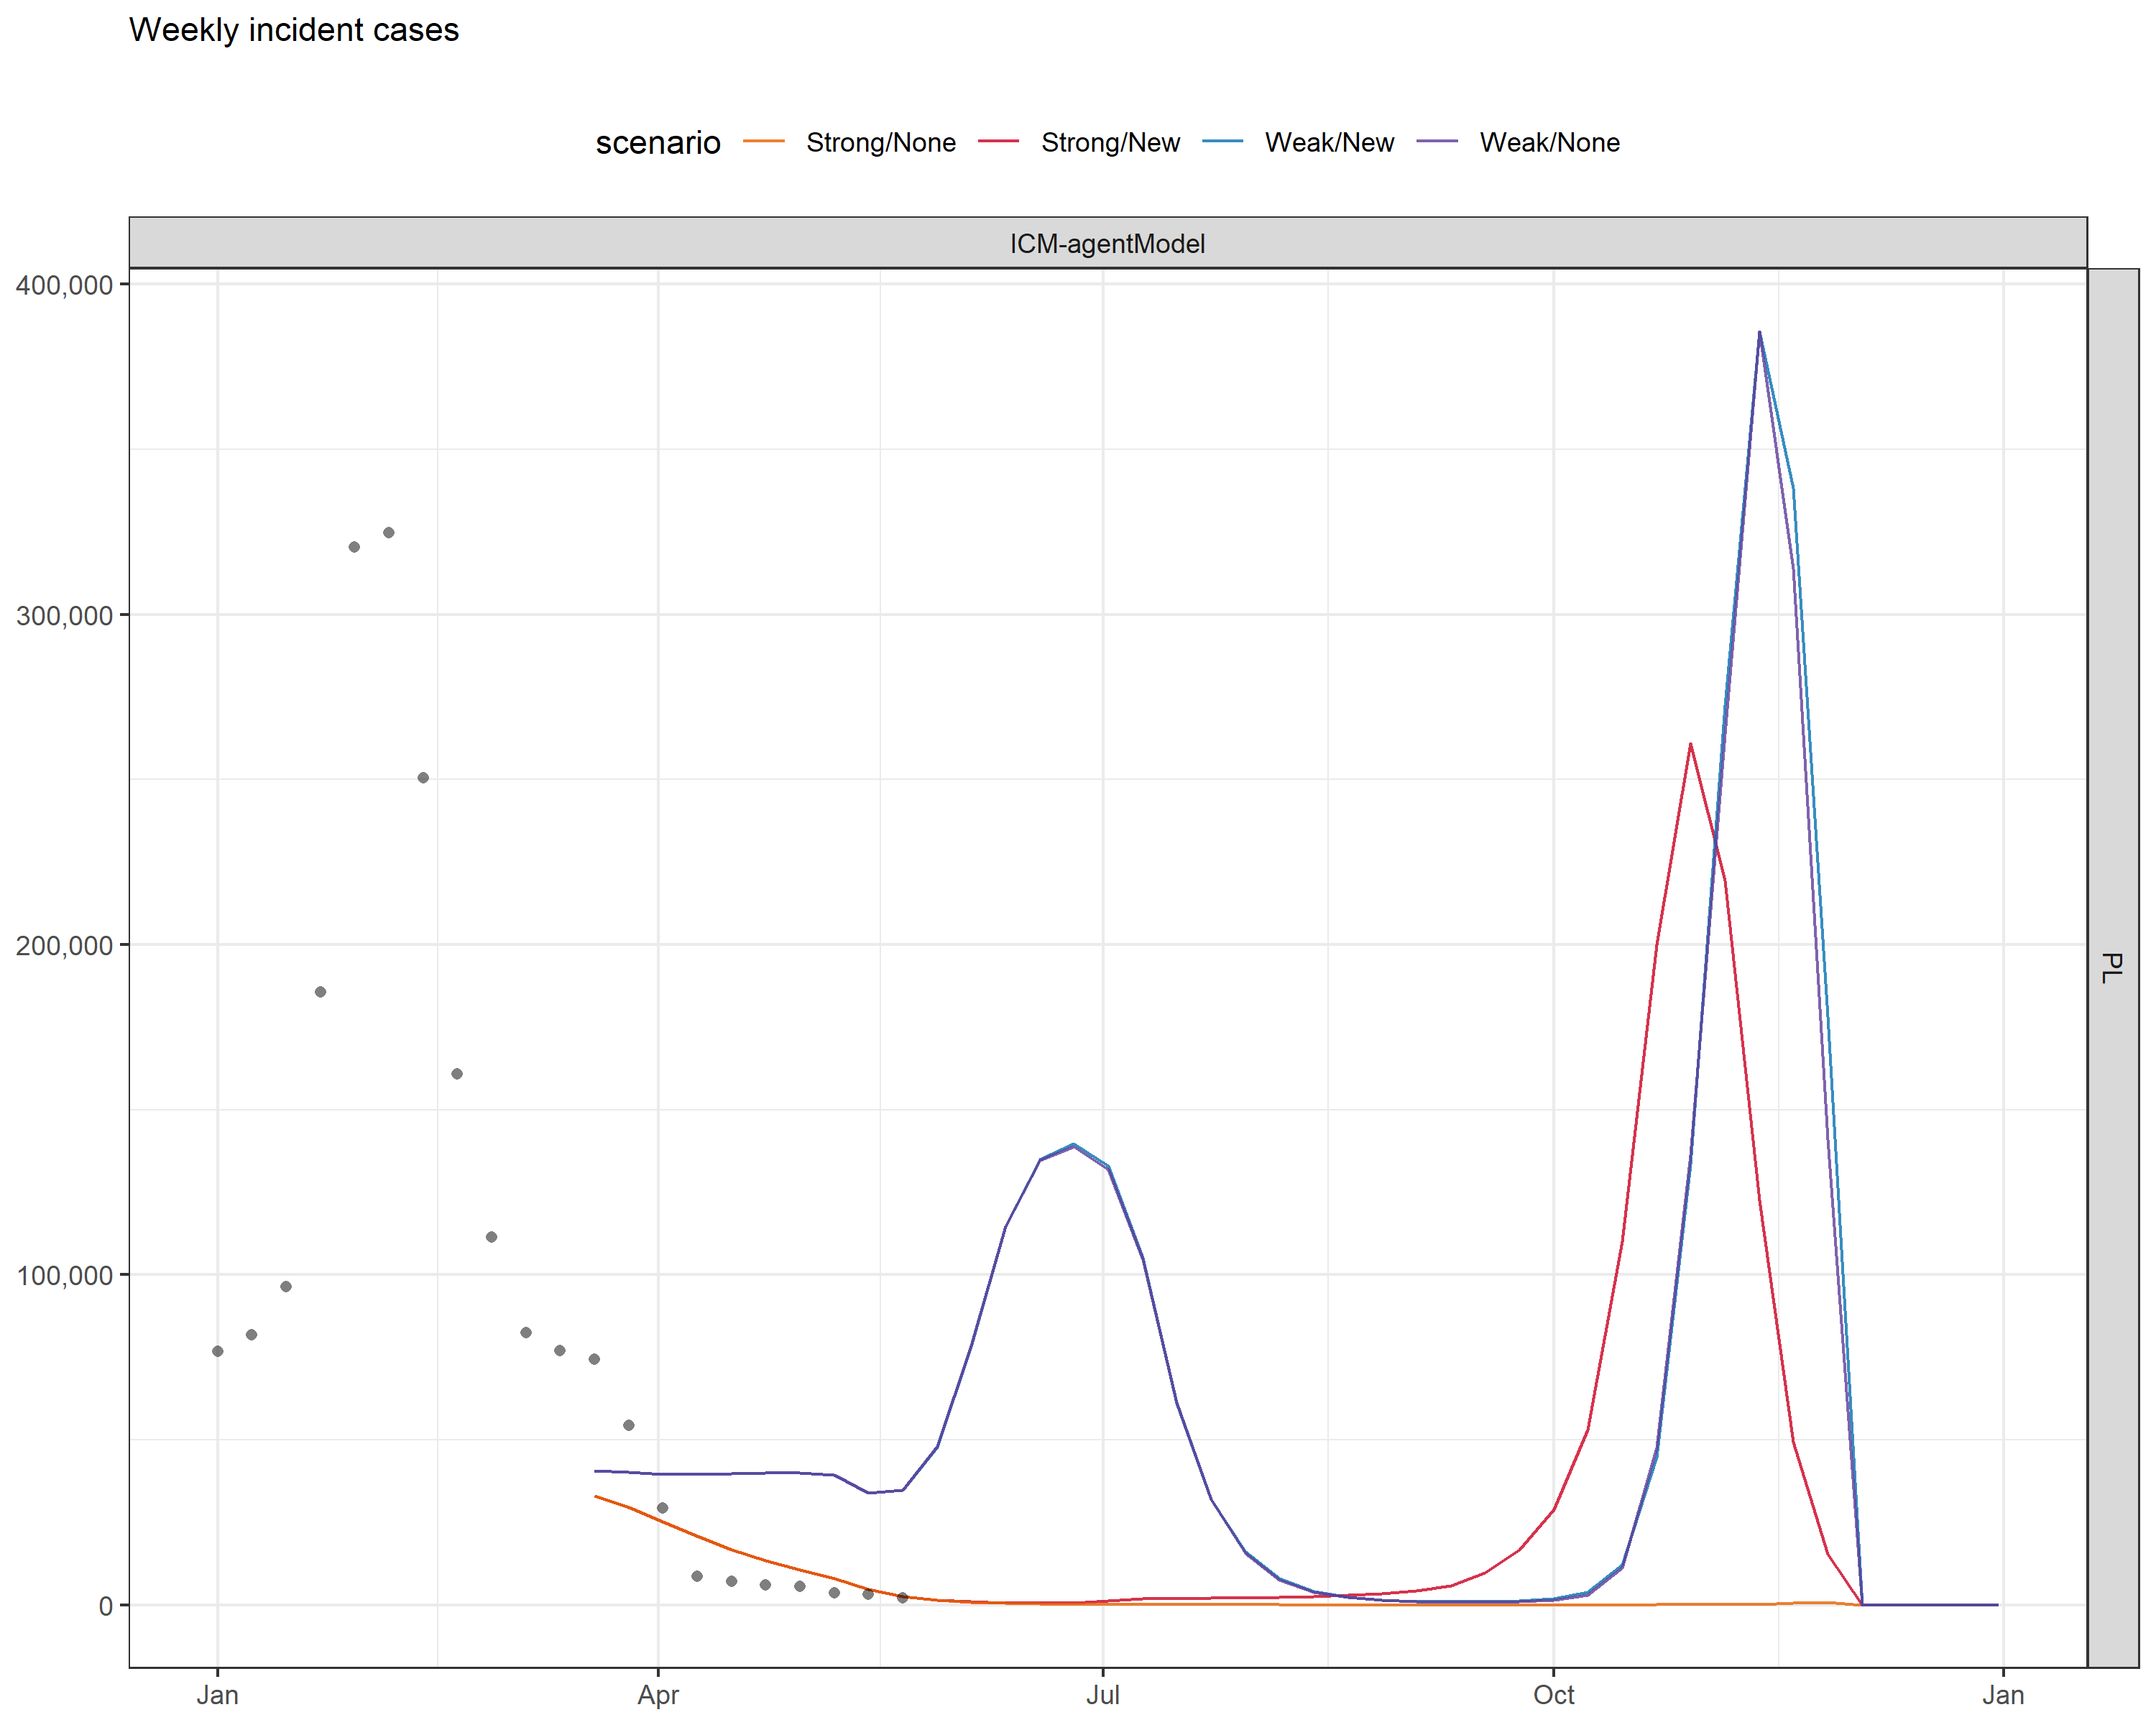 Weekly incident cases
scenario Strong/None Strong/New Weak/New Weak/None
ICM-agentModel
400,000
300,000
200,000
100,000
0
PL
Jan Apr Jul Oct Jan